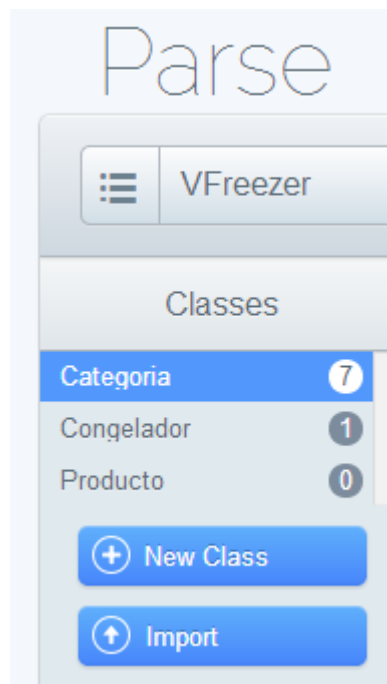 Parse
VFreezer
Classes
Categoria 7
Congelador 1
Producto 0
New Class
Import